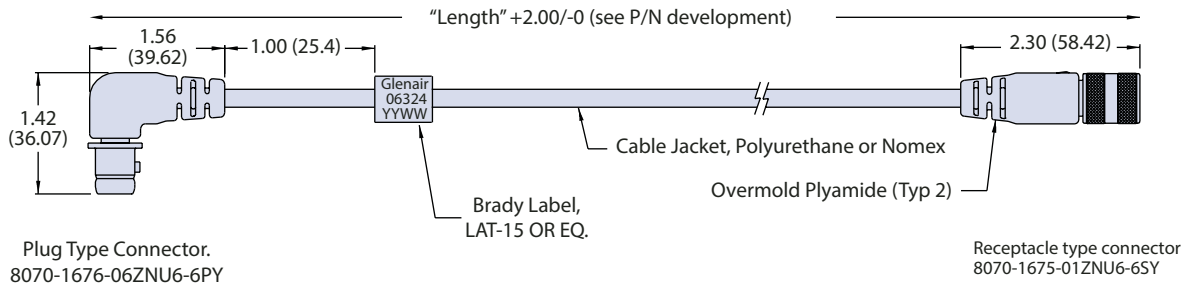 “Length” +2.00/-0 (see P/N development)
1.56
(39.62)
1.00 (25.4)
2.30 (58.42)
Glenair
06324
YYWW
1.42
(36.07)
Cable Jacket, Polyurethane or Nomex
Overmold Plyamide (Typ 2)
Brady Label,
LAT-15 OR EQ.
Plug Type Connector.
8070-1676-06ZNU6-6PY
Receptacle type connector
8070-1675-01ZNU6-6SY